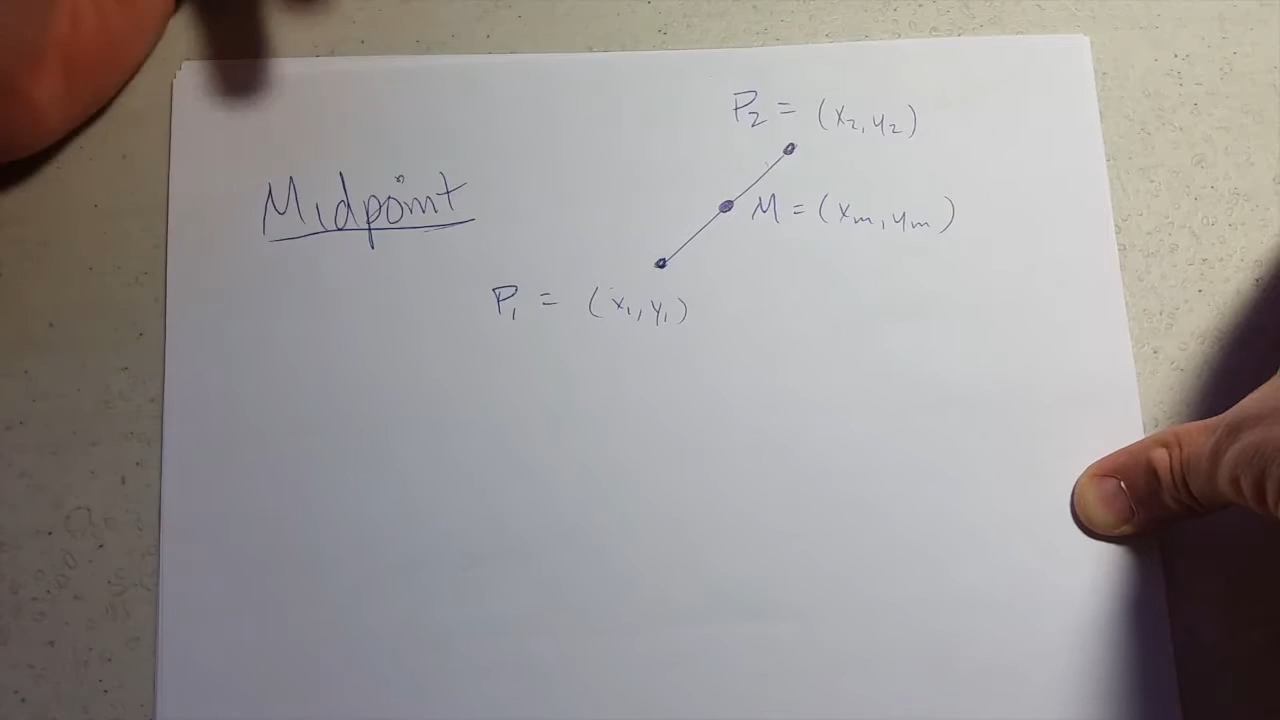 P₂ = (x₂, y₂)
Midpoint
M = (xₘ, yₘ)
P₁ = (x₁, y₁)